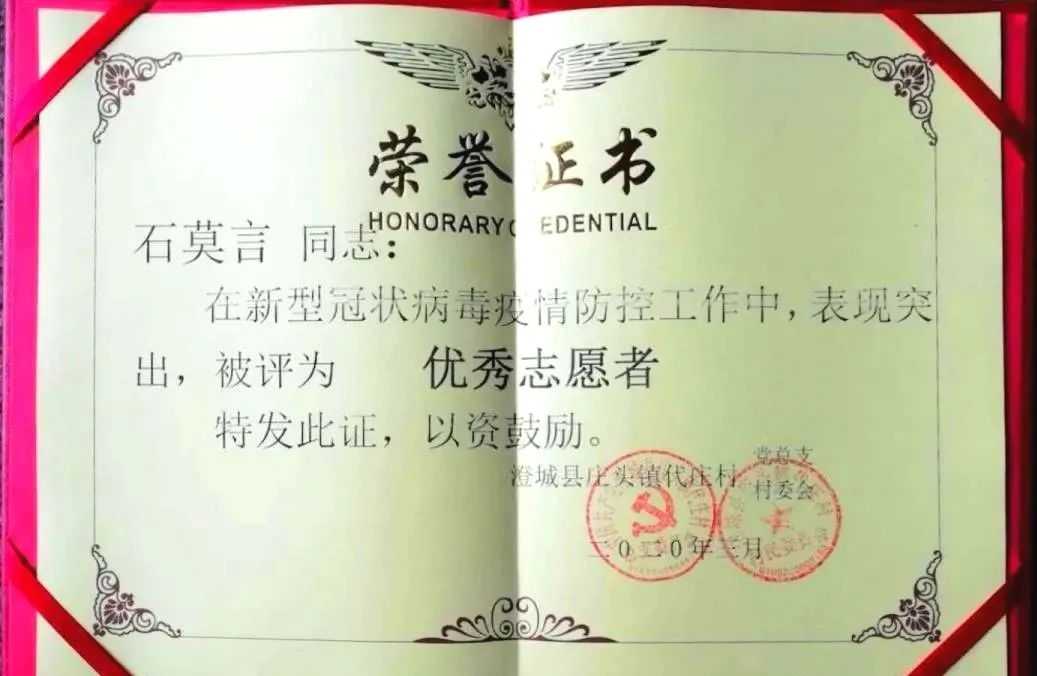 荣誉证书
HONORARY C EDENTIAL
石莫言 同志：
在新型冠状病毒疫情防控工作中，表现突
出，被评为 优秀志愿者
特发此证，以资鼓励。
澄城县庄头镇代庄村 党总支
村委会
二0二0年三月